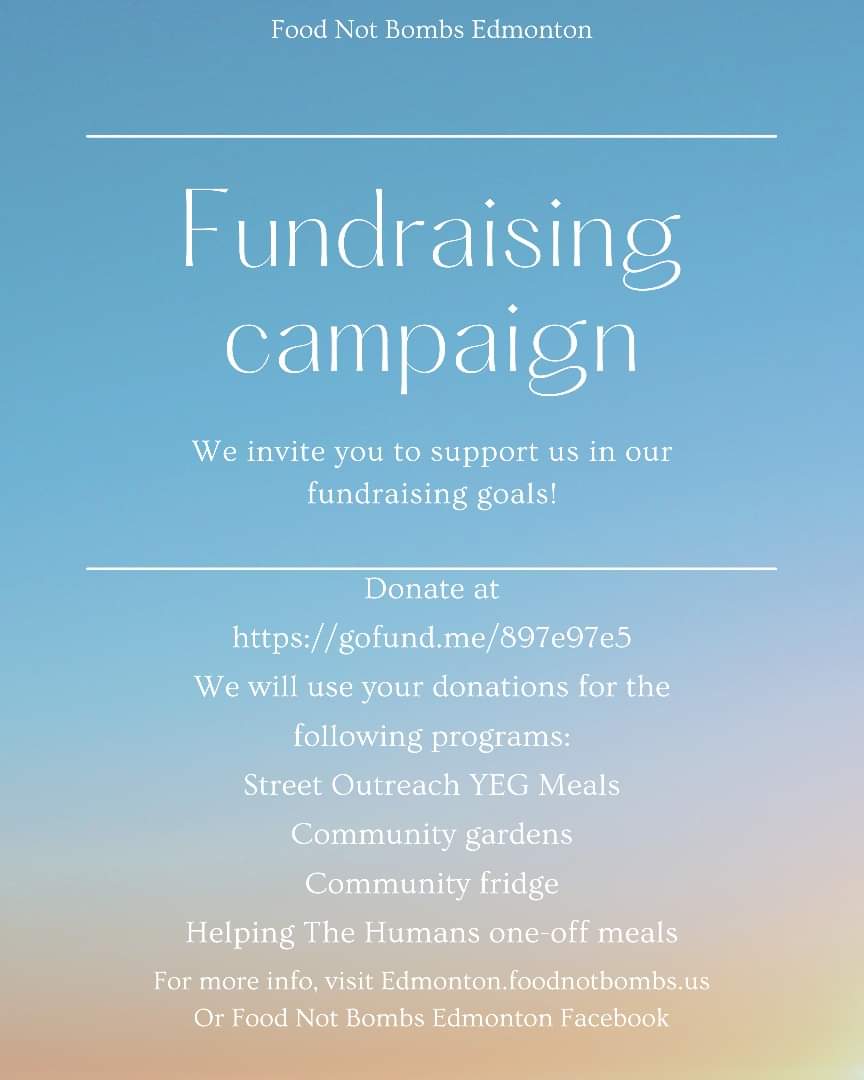 Food Not Bombs Edmonton
Fundraising
campaign
We invite you to support us in our
fundraising goals!
Donate at
https://gofund.me/897e97e5
We will use your donations for the
following programs:
Street Outreach YEG Meals
Community gardens
Community fridge
Helping The Humans one-off meals
For more info, visit Edmonton.foodnotbombs.us
Or Food Not Bombs Edmonton Facebook